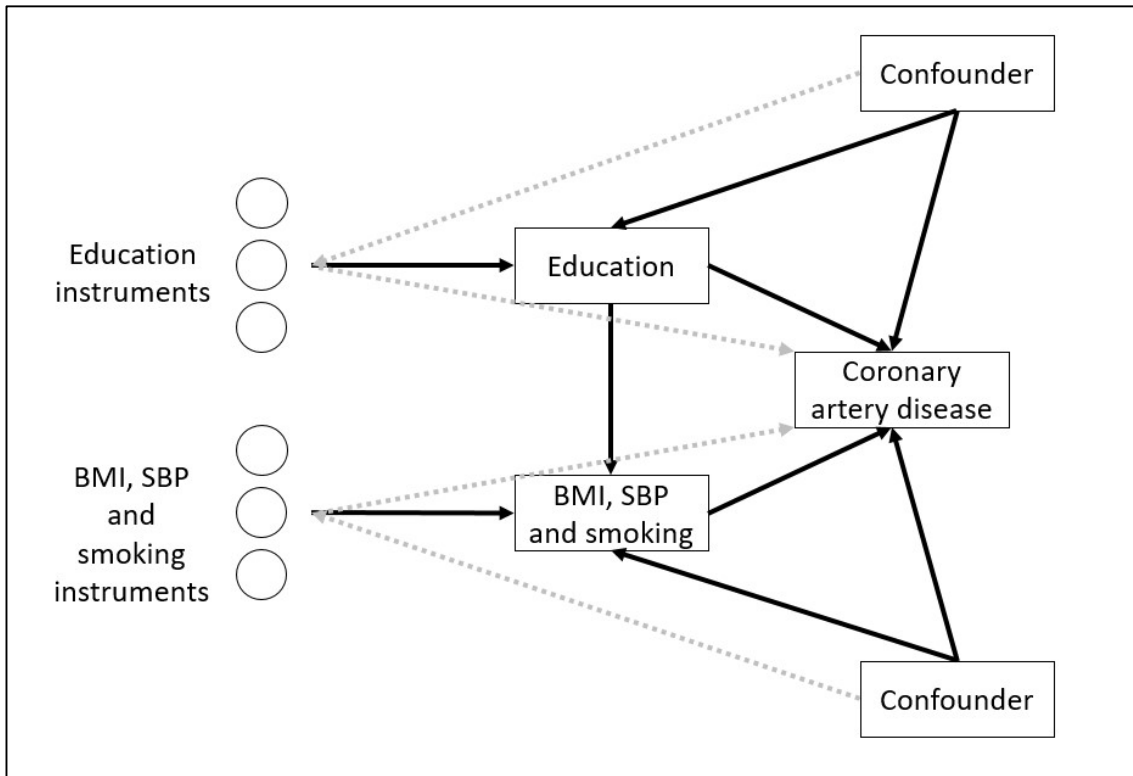 Confounder
Education
instruments
Education
Coronary
artery disease
BMI, SBP
and
smoking
instruments
BMI, SBP
and smoking
Confounder